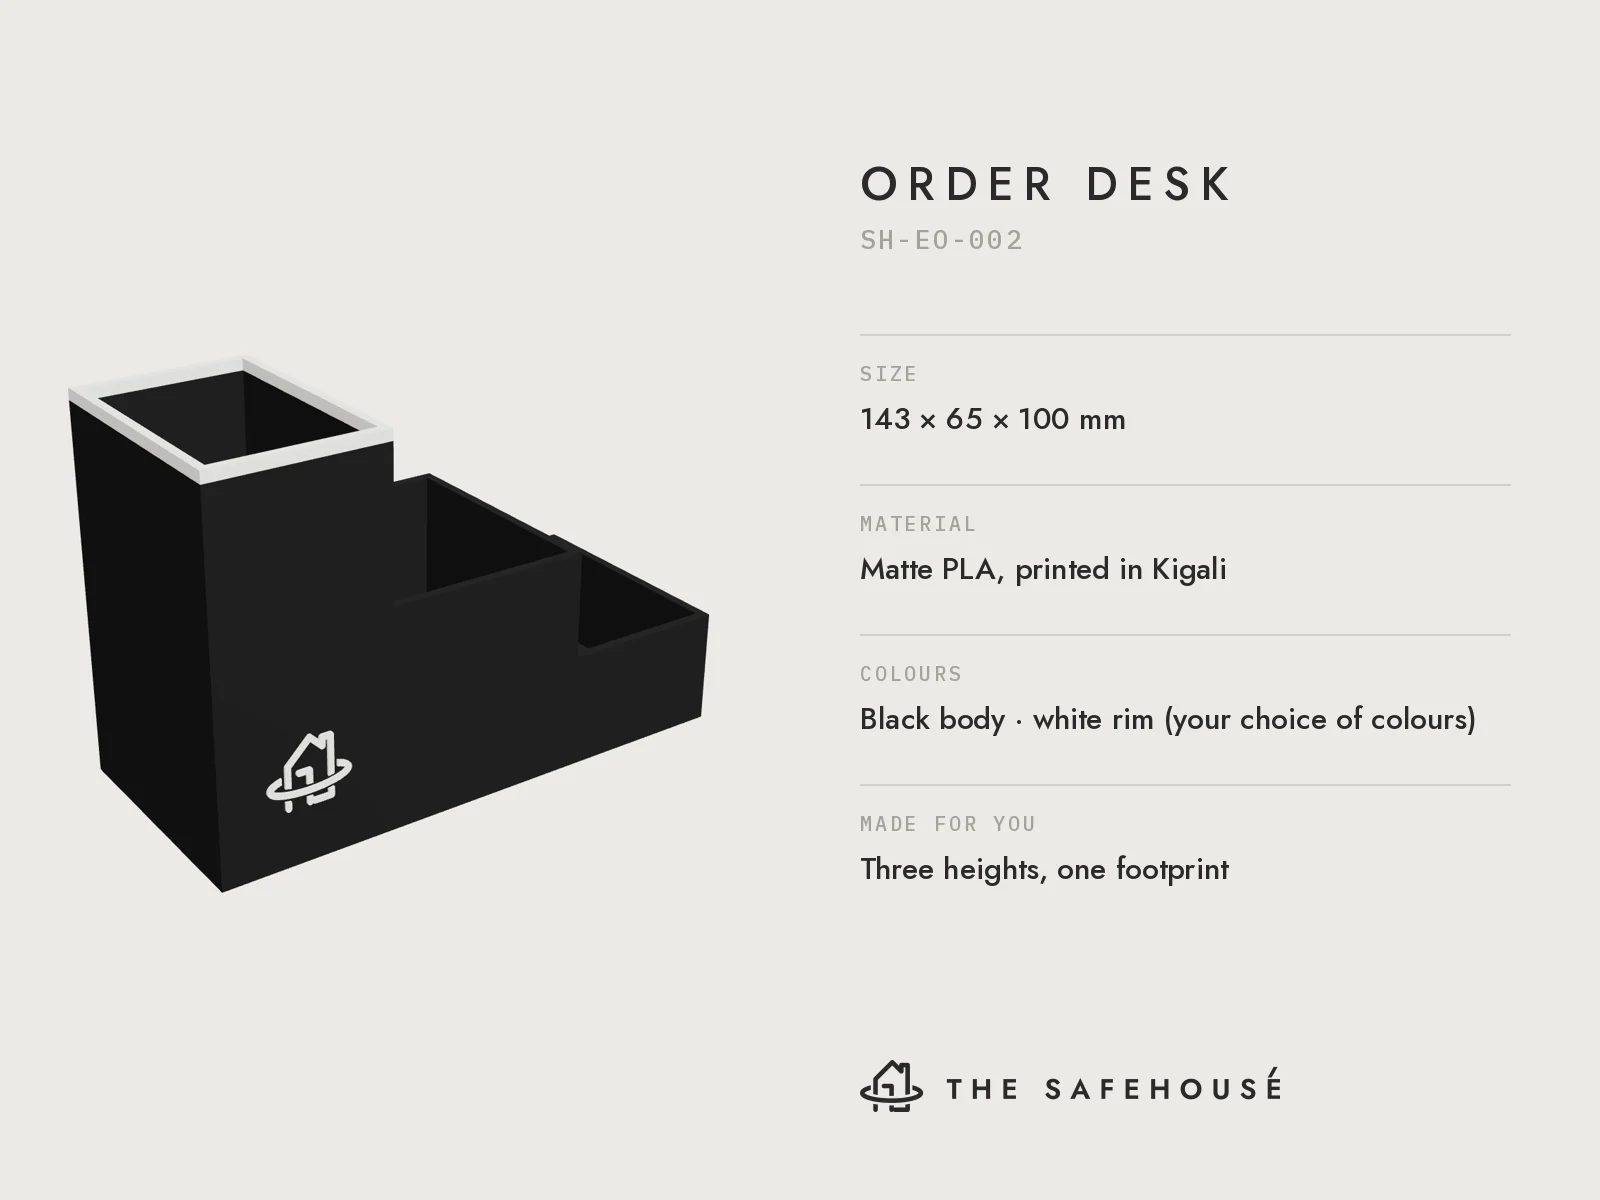 ORDER DESK
SH-EO-002
SIZE
143 × 65 × 100 mm
MATERIAL
Matte PLA, printed in Kigali
COLOURS
Black body · white rim (your choice of colours)
MADE FOR YOU
Three heights, one footprint
THE SAFEHOUSÉ